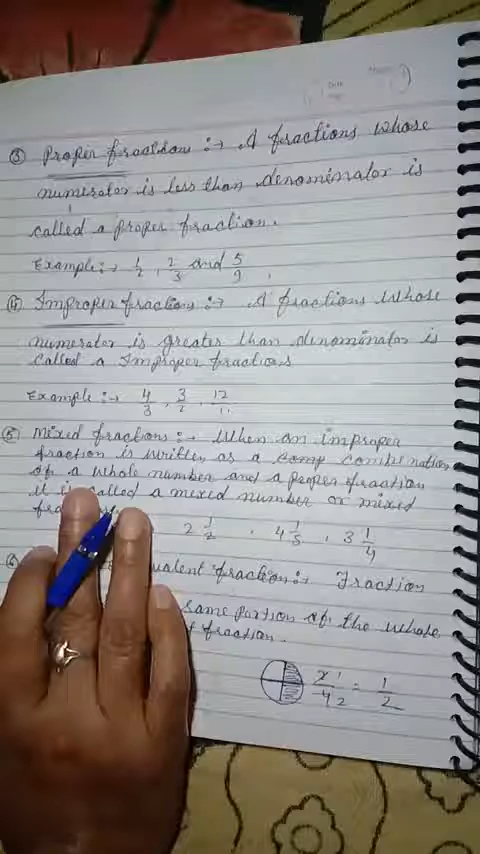 ③ Proper fraction :→ A fractions whose
numerator is less than denominator is
called a proper fraction.
Example :→ 1/2, 2/3 and 5/9,
④ Improper fractions :→ A fractions whose
numerator is greater than denominator is
called a Improper fractions
Example :→ 4/3, 3/2, 12/11
⑤ Mixed fractions :→ When an improper
fraction is written as a comp combination
of a whole number and a proper fraction
it is called a mixed number or mixed
2 1/2, 4 1/5, 3 1/4
fraction :- Fraction
same portion of the whole
fraction.
2 1/4 2 = 1/2